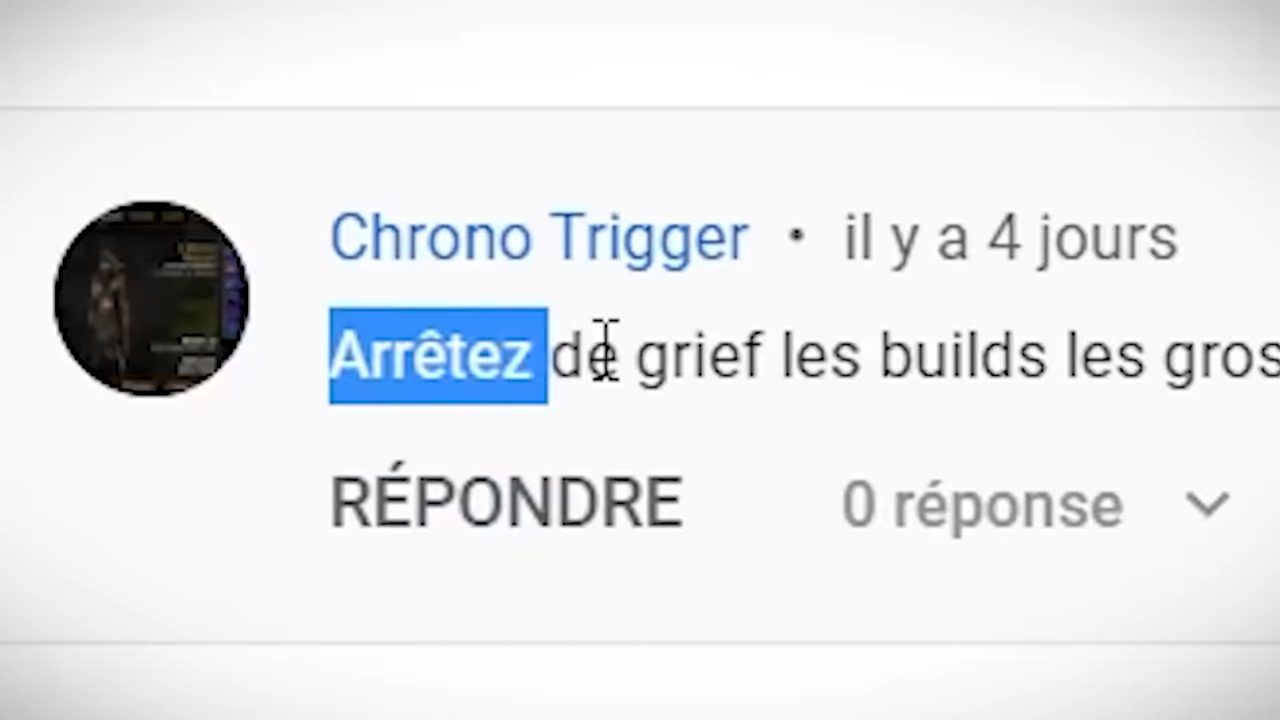 Chrono Trigger • il y a 4 jours
Arrêtez de grief les builds les gros
RÉPONDRE 0 réponse